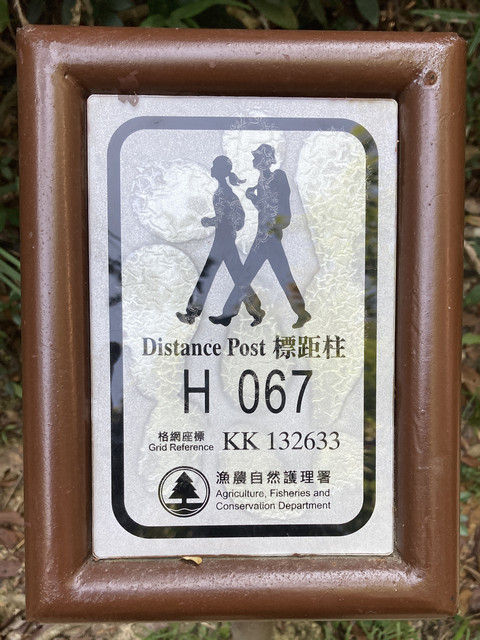 Distance Post 標距柱
H 067
格網座標
Grid Reference KK 132633
漁農自然護理署
Agriculture, Fisheries and
Conservation Department